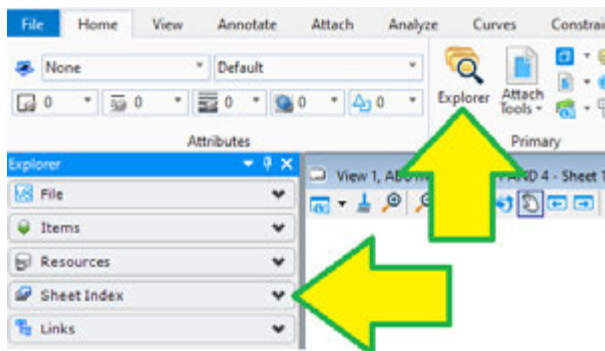 File Home View Annotate Attach Analyze Curves Constrai
None Default
Explorer Attach Tools
0 0 0 0 0
Attributes Primary
Explorer
View 1, AND 4 - Sheet 1
File
Items
Resources
Sheet Index
Links